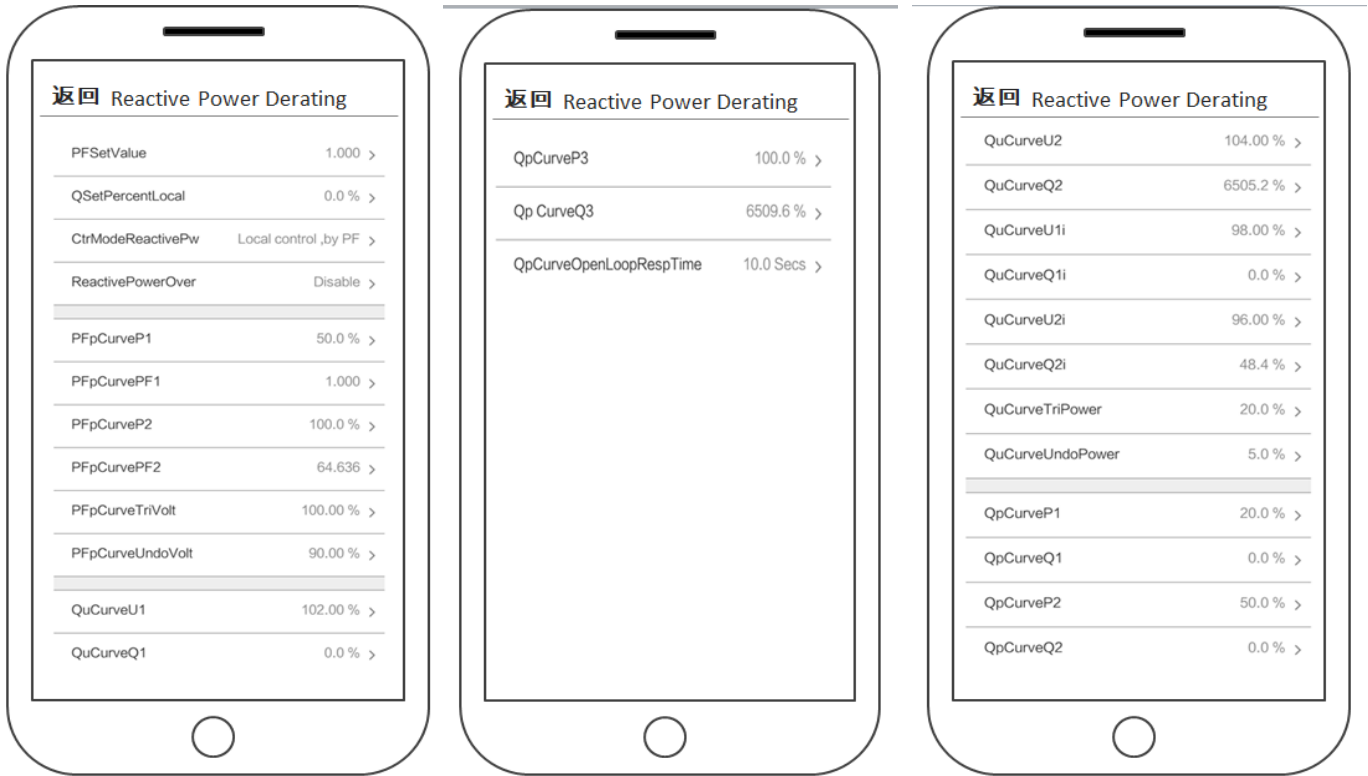 返回 Reactive Power Derating
PFSetValue 1.000 >
QSetPercentLocal 0.0 % >
CtrModeReactivePw Local control ,by PF >
ReactivePowerOver Disable >
PFpCurveP1 50.0 % >
PFpCurvePF1 1.000 >
PFpCurveP2 100.0 % >
PFpCurvePF2 64.636 >
PFpCurveTriVolt 100.00 % >
PFpCurveUndoVolt 90.00 % >
QuCurveU1 102.00 % >
QuCurveQ1 0.0 % >
返回 Reactive Power Derating
QpCurveP3 100.0 % >
Qp CurveQ3 6509.6 % >
QpCurveOpenLoopRespTime 10.0 Secs >
返回 Reactive Power Derating
QuCurveU2 104.00 % >
QuCurveQ2 6505.2 % >
QuCurveU1i 98.00 % >
QuCurveQ1i 0.0 % >
QuCurveU2i 96.00 % >
QuCurveQ2i 48.4 % >
QuCurveTriPower 20.0 % >
QuCurveUndoPower 5.0 % >
QpCurveP1 20.0 % >
QpCurveQ1 0.0 % >
QpCurveP2 50.0 % >
QpCurveQ2 0.0 % >